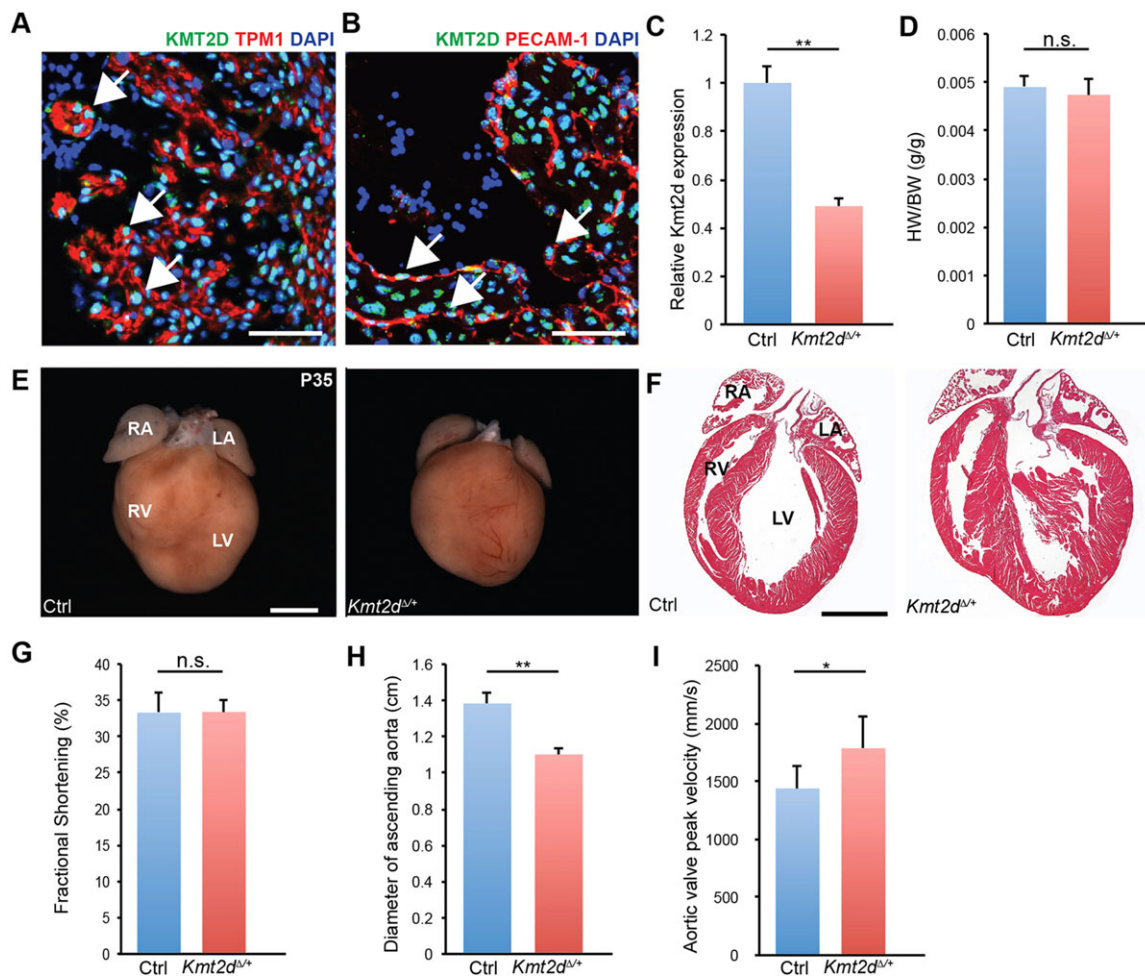 A
KMT2D TPM1 DAPI
B
KMT2D PECAM-1 DAPI
C
Relative Kmt2d expression
1.2
1
0.8
0.6
0.4
0.2
0
**
Ctrl Kmt2dΔ/+
D
HW/BW (g/g)
0.006
0.005
0.004
0.003
0.002
0.001
0
n.s.
Ctrl Kmt2dΔ/+
E
P35
RA
LA
RV
LV
Ctrl
Kmt2dΔ/+
F
RA
LA
RV
LV
Ctrl
Kmt2dΔ/+
G
Fractional Shortening (%)
40
35
30
25
20
15
10
5
0
n.s.
Ctrl Kmt2dΔ/+
H
Diameter of ascending aorta (cm)
1.6
1.4
1.2
1
0.8
0.6
0.4
0.2
0
**
Ctrl Kmt2dΔ/+
I
Aortic valve peak velocity (mm/s)
2500
2000
1500
1000
500
0
*
Ctrl Kmt2dΔ/+